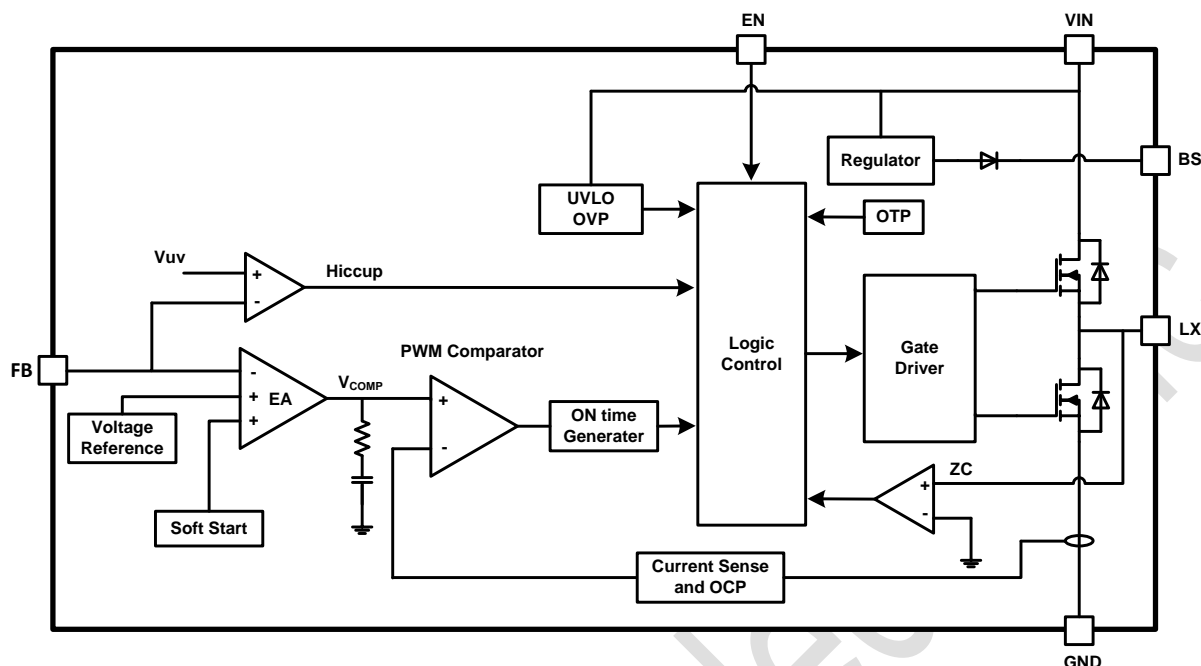 EN
VIN
BS
Regulator
UVLO
OVP
OTP
Vuv
+
-
Hiccup
LX
Logic
Control
Gate
Driver
PWM Comparator
FB
-
+
+
EA
VCOMP
+
-
ON time
Generater
Voltage
Reference
ZC
+
-
Soft Start
Current Sense
and OCP
GND